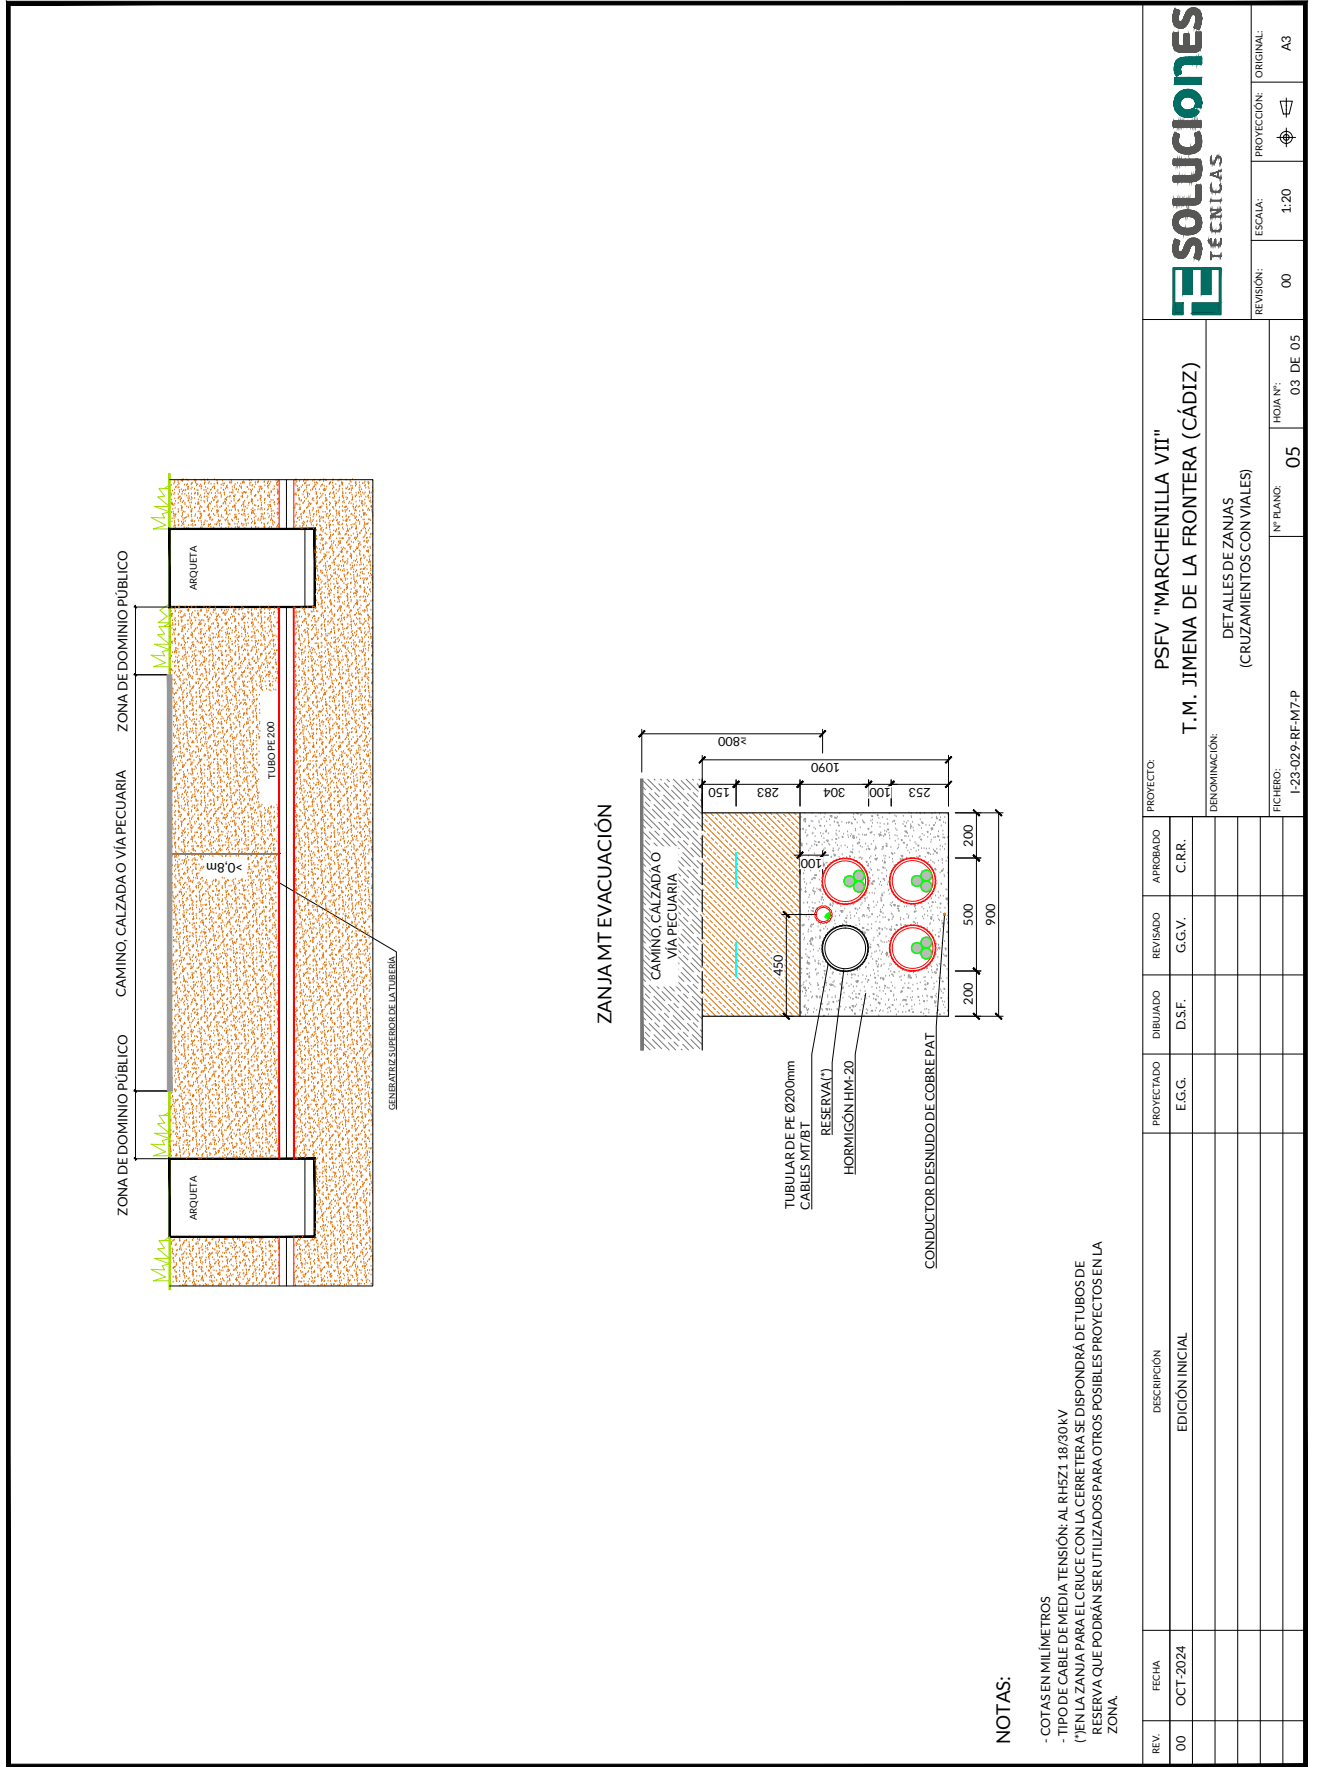 ZONA DE DOMINIO PÚBLICO
CAMINO, CALZADA O VÍA PECUARIA
ZONA DE DOMINIO PÚBLICO
ARQUETA
ARQUETA
>0,8m
TUBO PE 200
GENERATRIZ SUPERIOR DE LA TUBERÍA
ZANJA MT EVACUACIÓN
CAMINO, CALZADA O
VÍA PECUARIA
≥800
1090
150
283
304
100
253
100
450
200
500
200
900
TUBULAR DE PE Ø200mm
CABLES MT/BT
RESERVA(*)
HORMIGÓN HM-20
CONDUCTOR DESNUDO DE COBRE PAT
NOTAS:
- COTAS EN MILÍMETROS
- TIPO DE CABLE DE MEDIA TENSIÓN: AL RH5Z1 18/30 kV
(*)EN LA ZANJA PARA EL CRUCE CON LA CERRETERA SE DISPONDRÁ DE TUBOS DE
RESERVA QUE PODRÁN SER UTILIZADOS PARA OTROS POSIBLES PROYECTOS EN LA
ZONA.
REV.
FECHA
DESCRIPCIÓN
PROYECTADO
DIBUJADO
REVISADO
APROBADO
00
OCT-2024
EDICIÓN INICIAL
E.G.
D.S.F.
G.G.V.
C.R.R.
PROYECTO:
PSFV "MARCHENILLA VII"
T.M. JIMENA DE LA FRONTERA (CÁDIZ)
DENOMINACIÓN:
DETALLES DE ZANJAS
(CRUZAMIENTOS CON VIALES)
FICHERO:
I-23-029-RF-M7-P
Nº PLANO:
05
HOJA Nº:
03 DE 05
SOLUCIONES
TÉCNICAS
REVISIÓN:
00
ESCALA:
1:20
PROYECCIÓN:
ORIGINAL:
A3